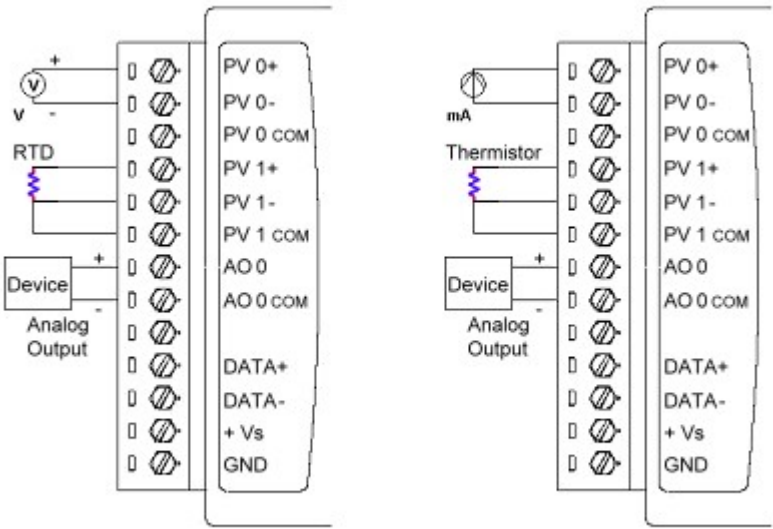 +
V
V
-
RTD
+
Device
-
Analog
Output
PV 0+
PV 0-
PV 0 COM
PV 1+
PV 1-
PV 1 COM
AO 0
AO 0 COM
DATA+
DATA-
+ Vs
GND
mA
Thermistor
+
Device
-
Analog
Output
PV 0+
PV 0-
PV 0 COM
PV 1+
PV 1-
PV 1 COM
AO 0
AO 0 COM
DATA+
DATA-
+ Vs
GND